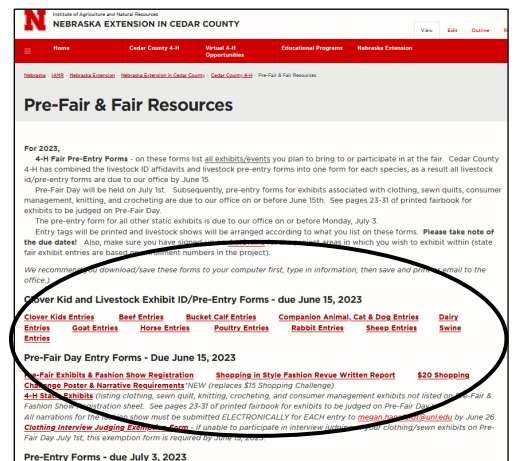 N
Institute of Agriculture and Natural Resources
NEBRASKA EXTENSION IN CEDAR COUNTY
View Edit Outline
Home Cedar County 4-H Virtual 4-H Opportunities Educational Programs Nebraska Extension
Nebraska IANR Nebraska Extension Nebraska Extension in Cedar County Cedar County 4-H Pre-Fair & Fair Resources
Pre-Fair & Fair Resources
For 2023,
4-H Fair Pre-Entry Forms - on these forms list all exhibits/events you plan to bring to or participate in at the fair. Cedar County
4-H has combined the livestock ID, affidavits and livestock pre-entry forms into one form for each species, as a result all livestock
id/pre-entry forms are due to our office by June 15.
Pre-Fair Day will be held on July 1st. Subsequently, pre-entry forms for exhibits associated with clothing, sewn quilts, consumer
management, knitting, and crocheting are due to our office on or before June 15th. See pages 23-31 of printed fairbook for
exhibits to be judged on Pre-Fair Day.
The pre-entry form for all other static exhibits is due to our office on or before Monday, July 3.
Entry tags will be printed and livestock shows will be arranged according to what you list on these forms. Please take note of
the due dates! Also, make sure you have signed project areas in which you wish to exhibit within (state
fair exhibit entries are based on enrollment numbers in the project).
We recommend you download/save these forms to your computer first, type in information, then save and print or email to the
office.)
Clover Kid and Livestock Exhibit ID/Pre-Entry Forms - due June 15, 2023
Clover Kids Entries Beef Entries Bucket Calf Entries Companion Animal, Cat & Dog Entries Dairy
Entries Goat Entries Horse Entries Poultry Entries Rabbit Entries Sheep Entries Swine
Entries
Pre-Fair Day Entry Forms - Due June 15, 2023
Pre-Fair Exhibits & Fashion Show Registration Shopping in Style Fashion Revue Written Report $20 Shopping
Challenge Poster & Narrative Requirements*NEW (replaces $15 Shopping Challenge)
4-H Static Exhibits (listing clothing, sewn quilt, knitting, crocheting, and consumer management exhibits not listed on Pre-Fair &
Fashion Show Registration sheet. See pages 23-31 of printed fairbook for exhibits to be judged on Pre-Fair Day
All narrations for the fashion show must be submitted ELECTRONICALLY for EACH entry to @unl.edu by June 26.
Clothing Interview Judging Exemption Form - if unable to participate in interview judging your clothing/sewn exhibits on Pre-
Fair Day July 1st, this exemption form is required by June 15, 2023.
Pre-Entry Forms - due July 3, 2023